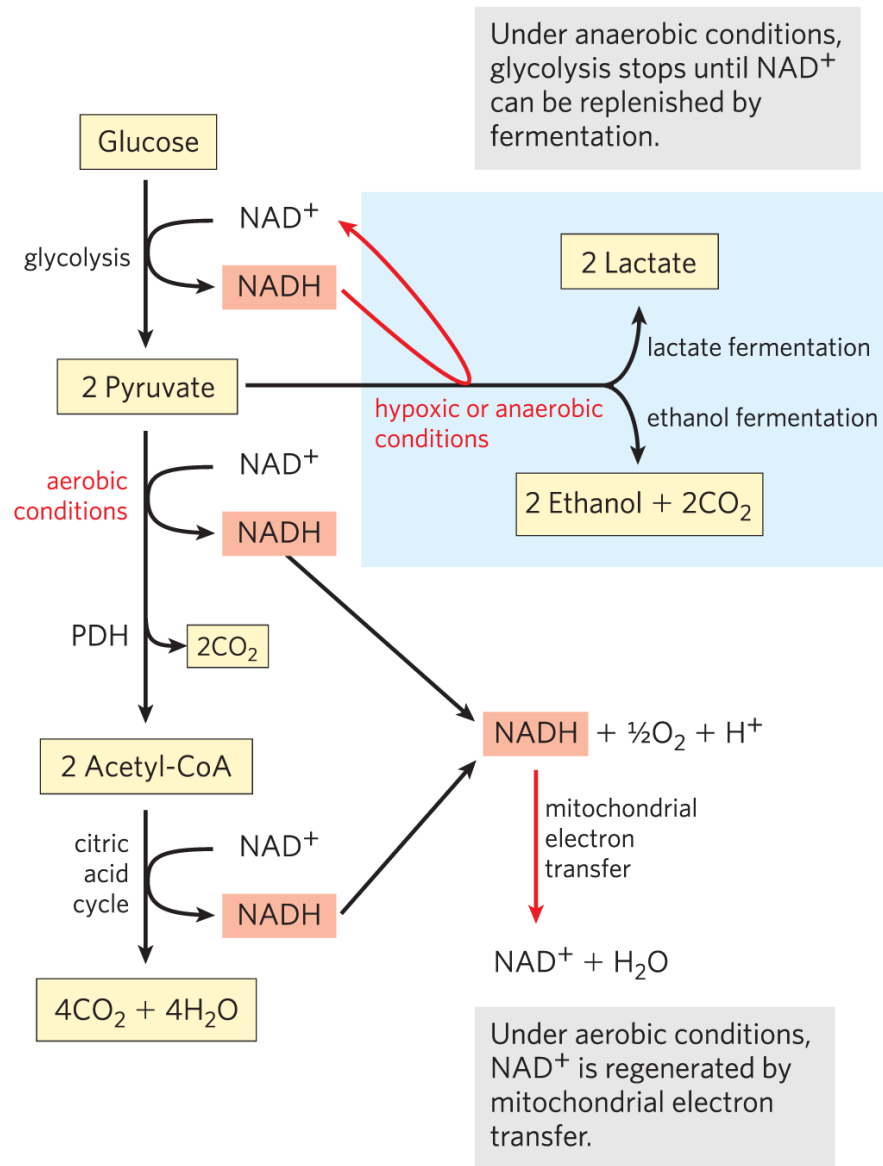 Under anaerobic conditions,
glycolysis stops until NAD⁺
can be replenished by
fermentation.
Glucose
NAD⁺
glycolysis
NADH
2 Lactate
lactate fermentation
2 Pyruvate
hypoxic or anaerobic
conditions
ethanol fermentation
2 Ethanol + 2CO₂
aerobic
conditions
NAD⁺
NADH
PDH
2CO₂
NADH + ½O₂ + H⁺
2 Acetyl-CoA
mitochondrial
electron
transfer
citric
acid
cycle
NAD⁺
NADH
NAD⁺ + H₂O
4CO₂ + 4H₂O
Under aerobic conditions,
NAD⁺ is regenerated by
mitochondrial electron
transfer.